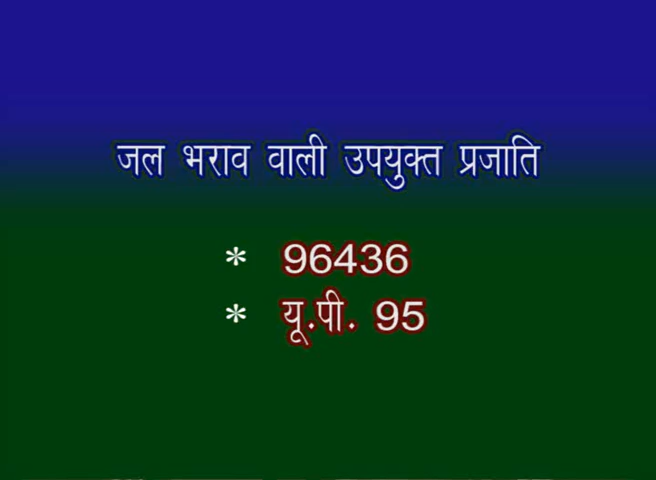 जल भराव वाली उपयुक्त प्रजाति
* 96436
* यू.पी. 95